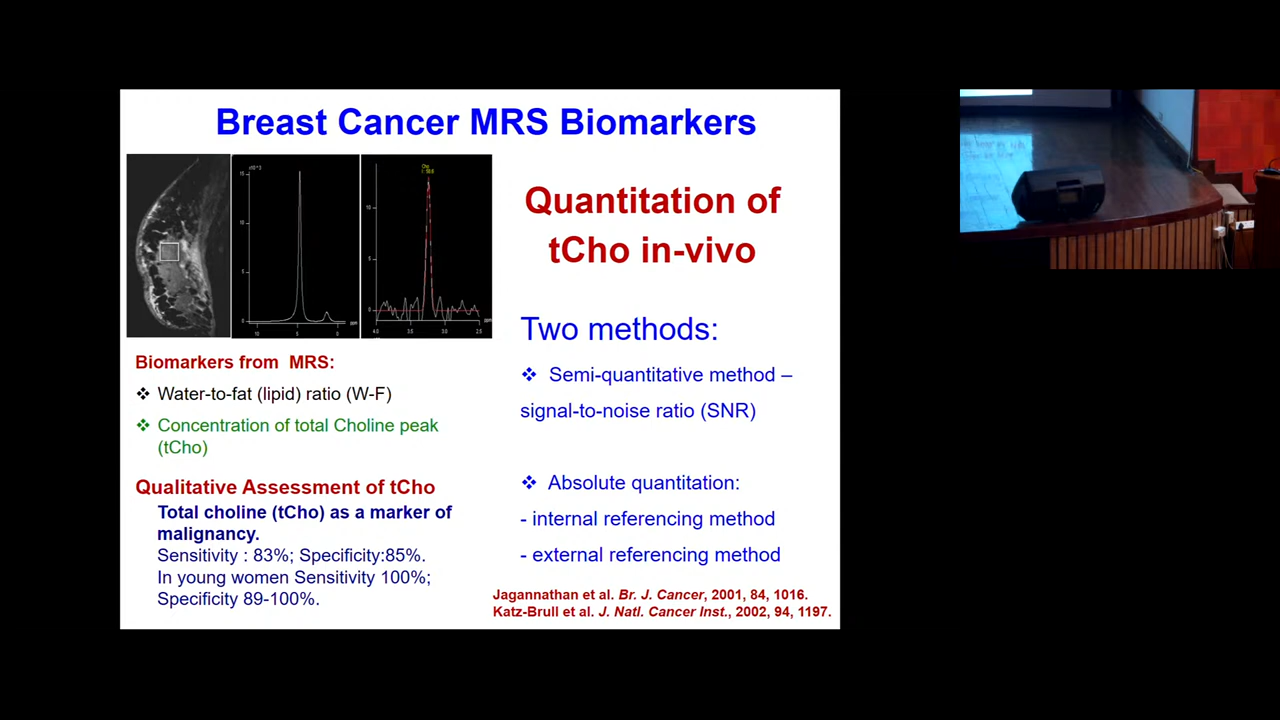 Breast Cancer MRS Biomarkers
Quantitation of
tCho in-vivo
Biomarkers from MRS:
❖ Water-to-fat (lipid) ratio (W-F)
❖ Concentration of total Choline peak
(tCho)
Qualitative Assessment of tCho
Total choline (tCho) as a marker of
malignancy.
Sensitivity : 83%; Specificity:85%.
In young women Sensitivity 100%;
Specificity 89-100%.
Two methods:
❖ Semi-quantitative method –
signal-to-noise ratio (SNR)
❖ Absolute quantitation:
- internal referencing method
- external referencing method
Jagannathan et al. Br. J. Cancer, 2001, 84, 1016.
Katz-Brull et al. J. Natl. Cancer Inst., 2002, 94, 1197.